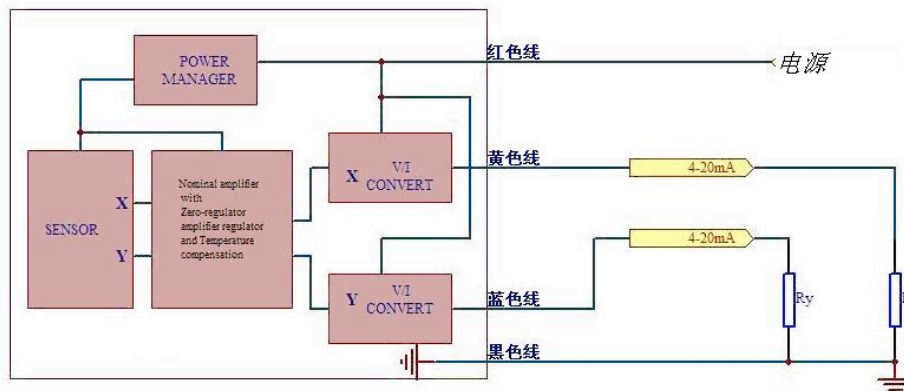 红色线
电源
POWER
MANAGER
黄色线
4-20mA
X
V/I
CONVERT
Nominal amplifier
with
Zero-regulator
amplifier regulator
and Temperature
compensation
SENSOR
X
Y
4-20mA
Y
V/I
CONVERT
蓝色线
Ry
黑色线